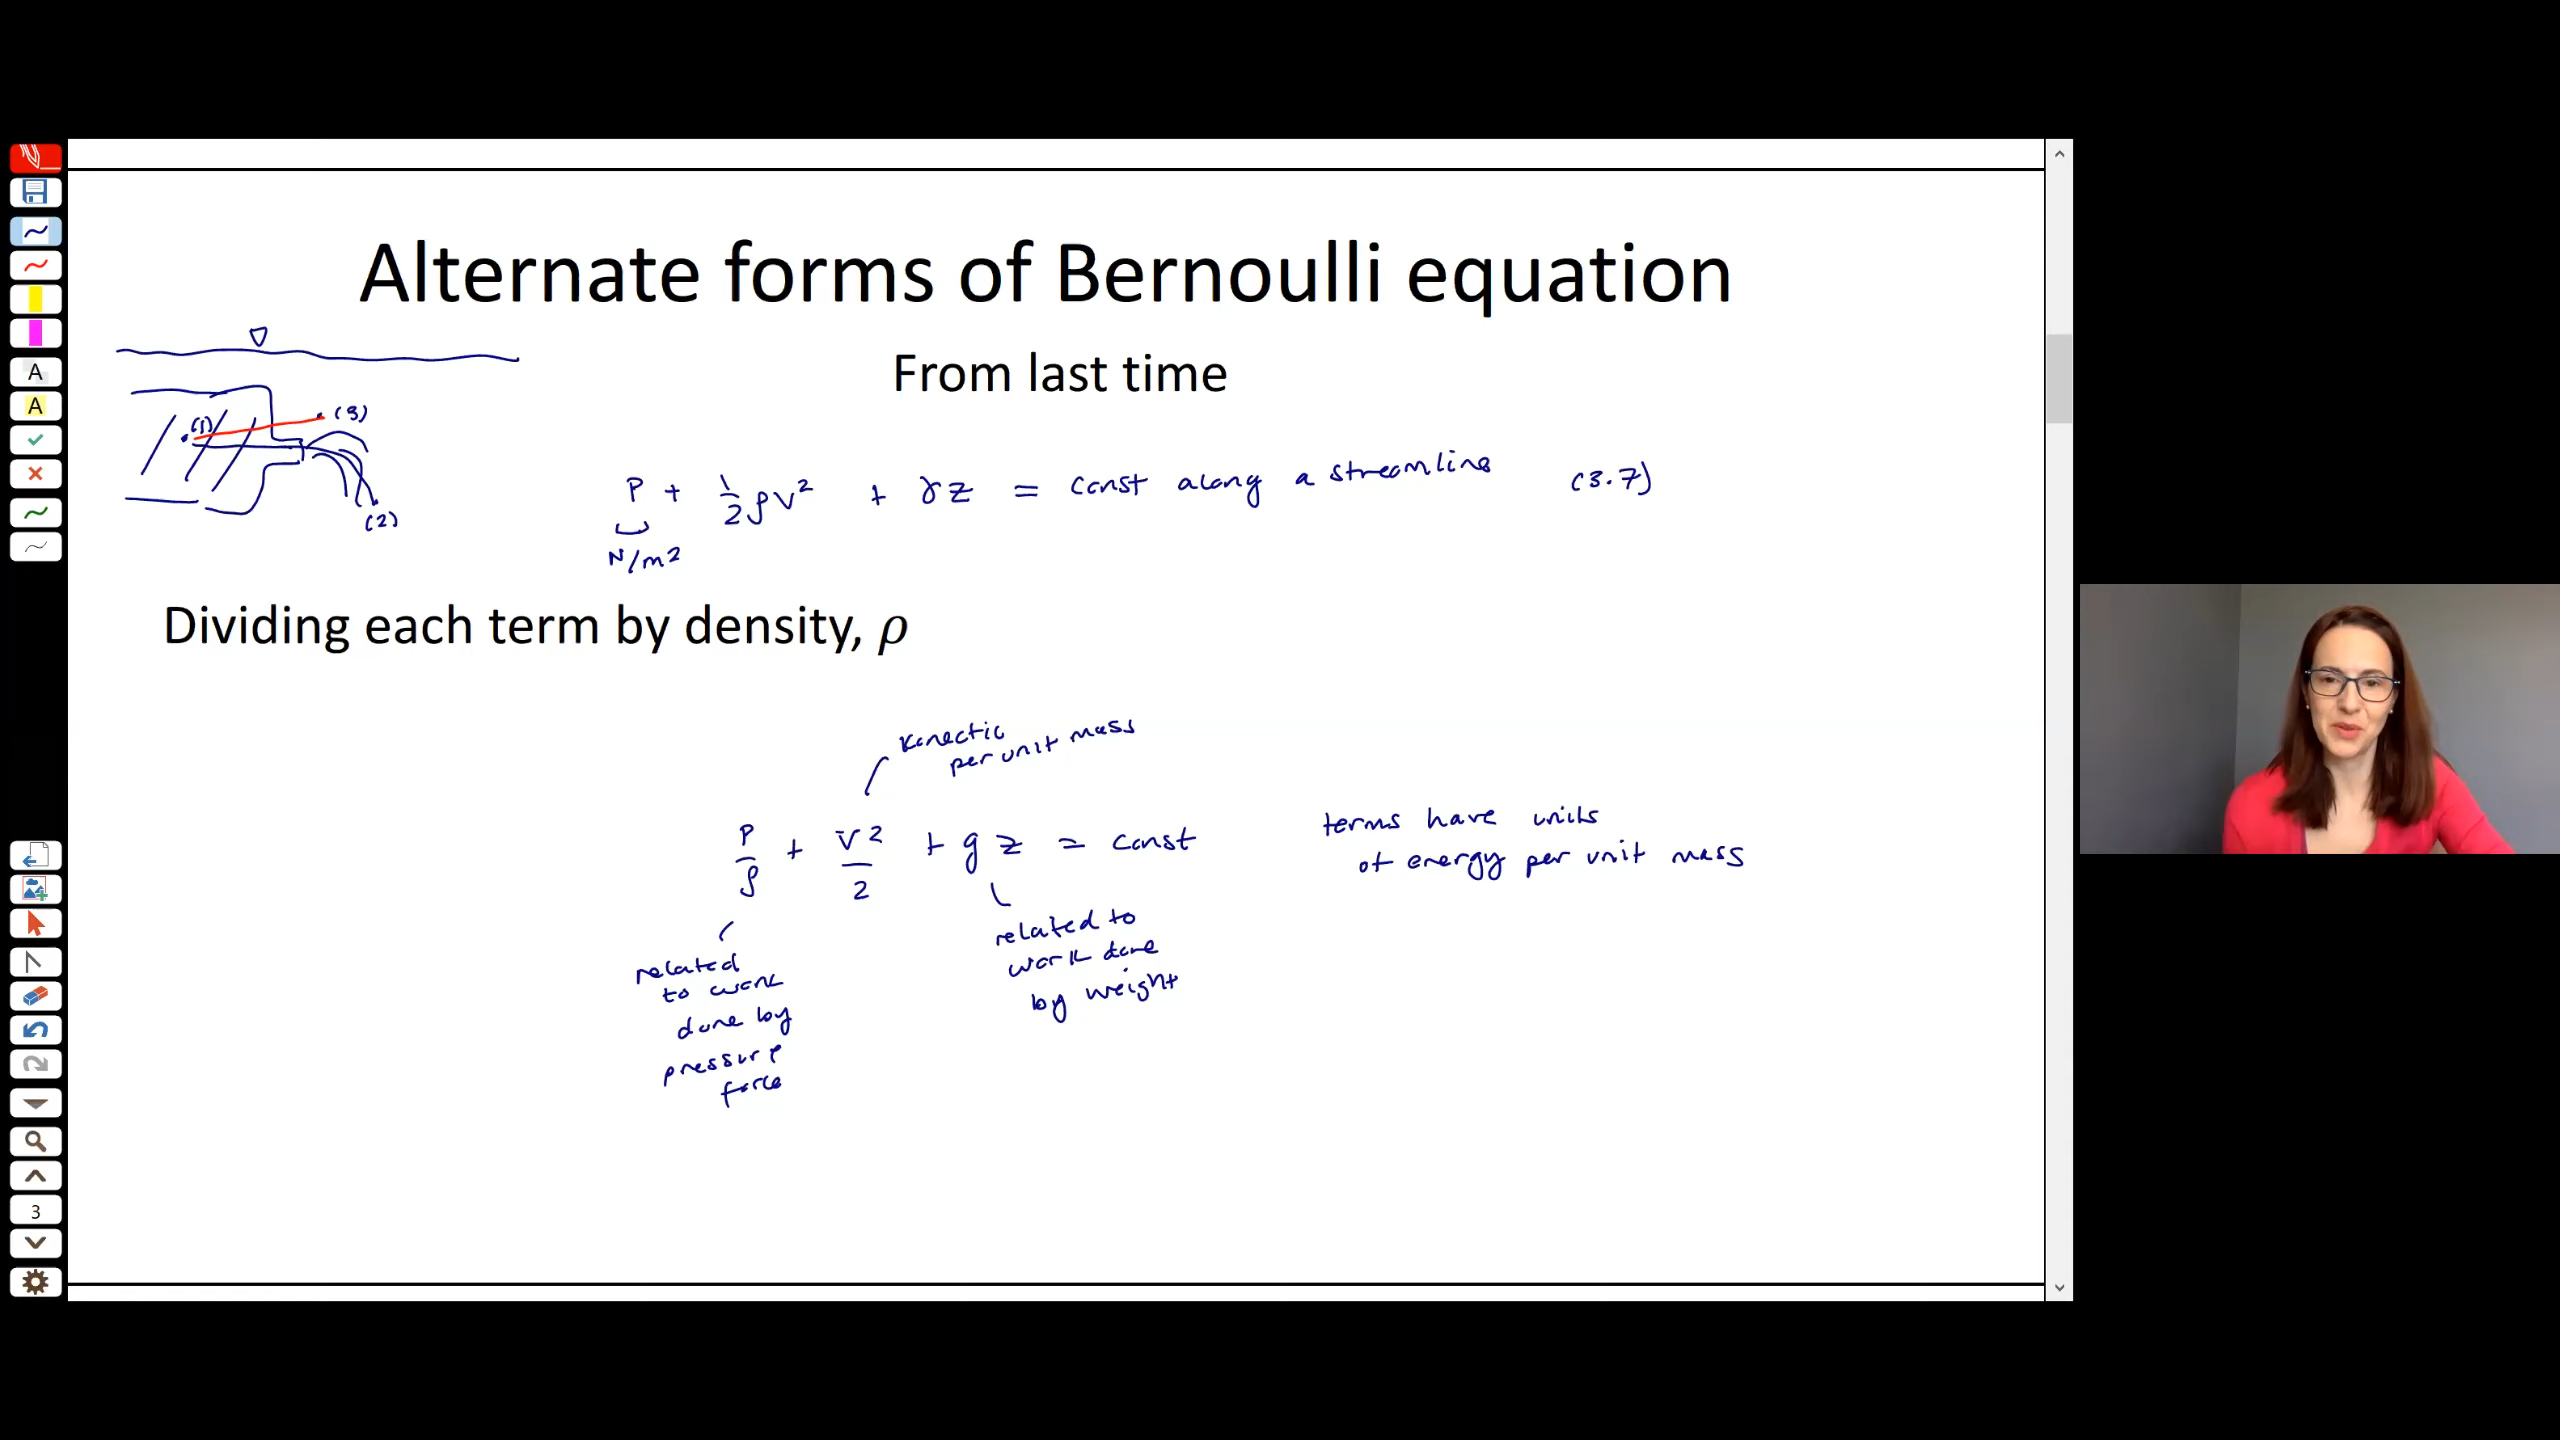 Alternate forms of Bernoulli equation
From last time
(1)
(3)
(2)
P + 1/2 ρV² + γz = const along a streamline (3.7)
N/m²
Dividing each term by density, ρ
Kinectic
per unit mass
P/ρ + V²/2 + gz = const
terms have units
of energy per unit mass
related
to work
done by
pressure
force
related to
work done
by weight
A
A
3